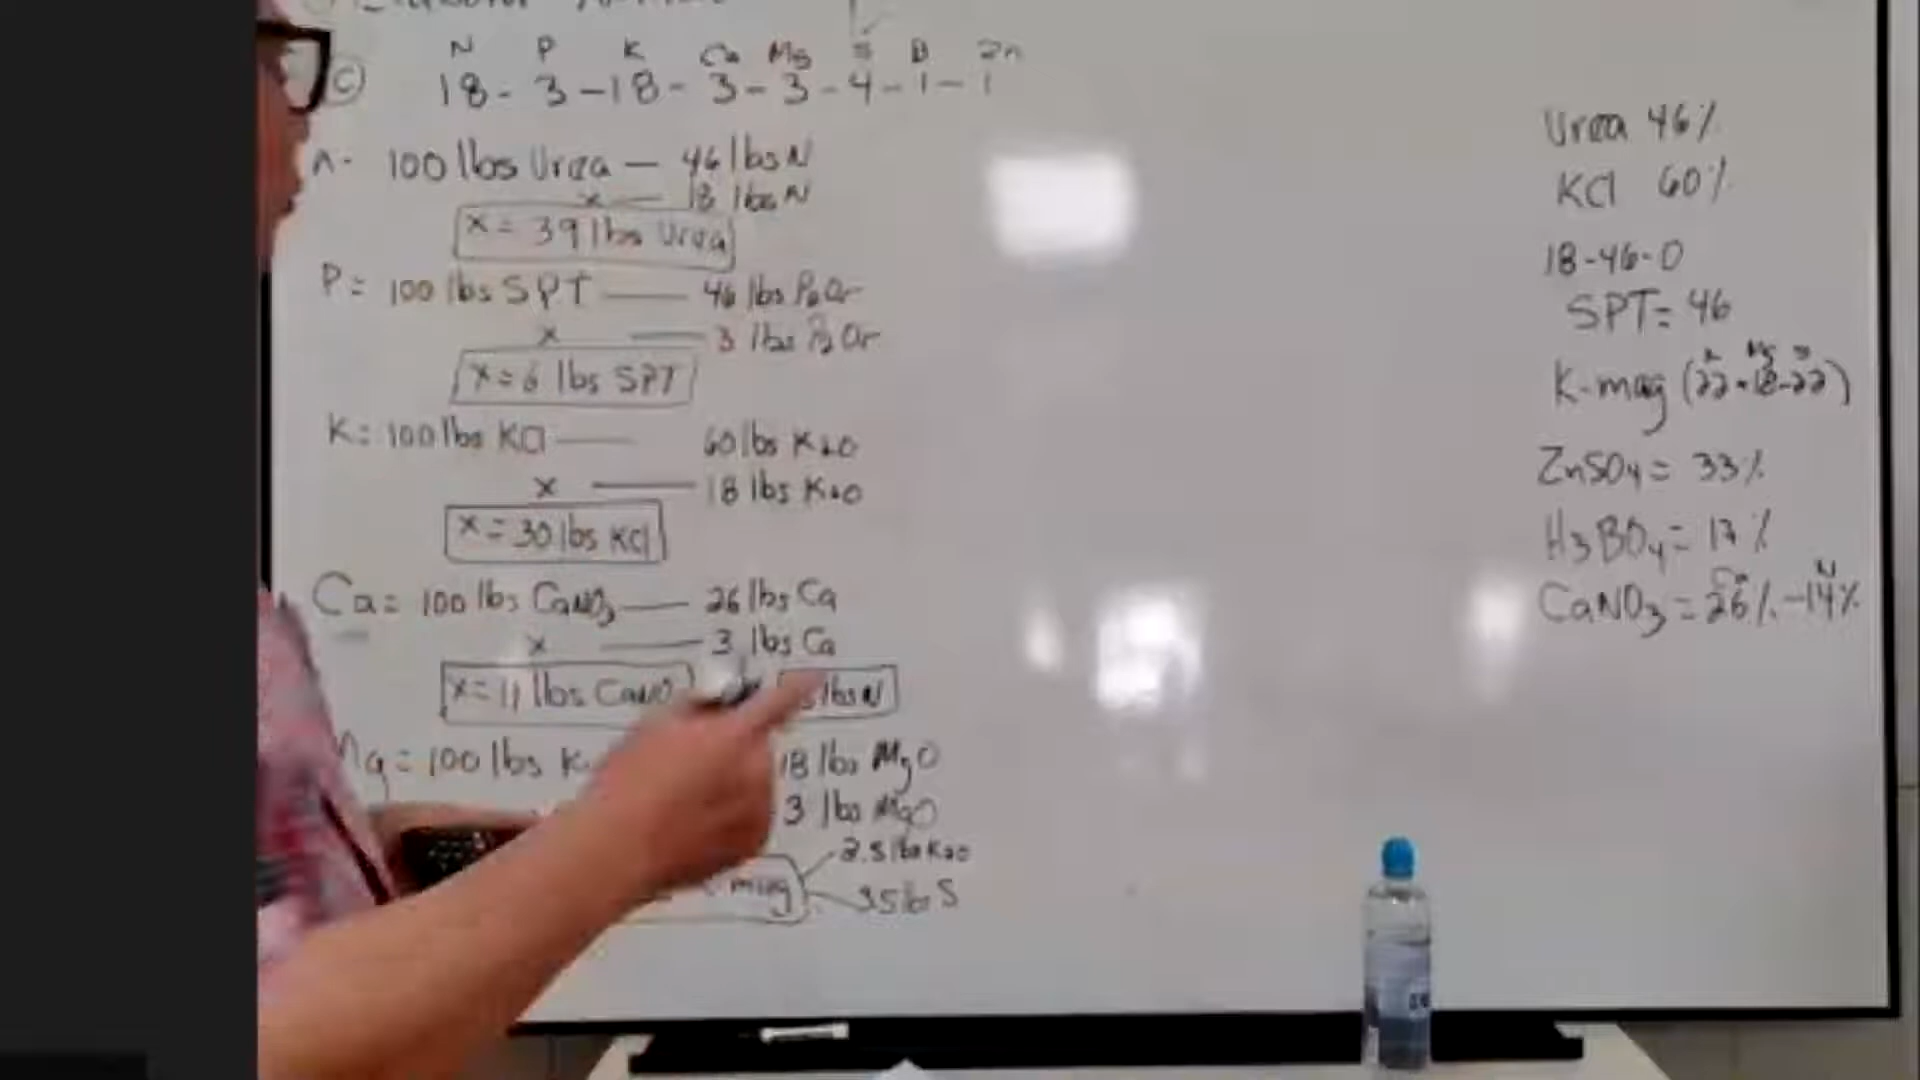 N P K Ca Mg S B Zn
C 18 - 3 - 18 - 3 - 3 - 4 - 1 - 1
100 lbs Urea — 46 lbs N
x — 18 lbs N
x = 39 lbs Urea
P = 100 lbs SPT — 46 lbs
x — 3 lbs
x = 6 lbs SPT
K = 100 lbs KCl — 60 lbs K2O
x — 18 lbs K2O
x = 30 lbs KCl
Ca = 100 lbs CaNO3 — 26 lbs Ca
x — 3 lbs Ca
x = 11 lbs lbs N
= 100 lbs 18 lbs MgO
3 lbs MgO
2.5 lbs K2O
mag 3.5 lbs S
Urea 46%
KCl 60%
18-46-0
SPT = 46
K Mg S
K-mag (22-18-22)
ZnSO4 = 33%
H3BO4 = 17%
Ca N
CaNO3 = 26% - 14%